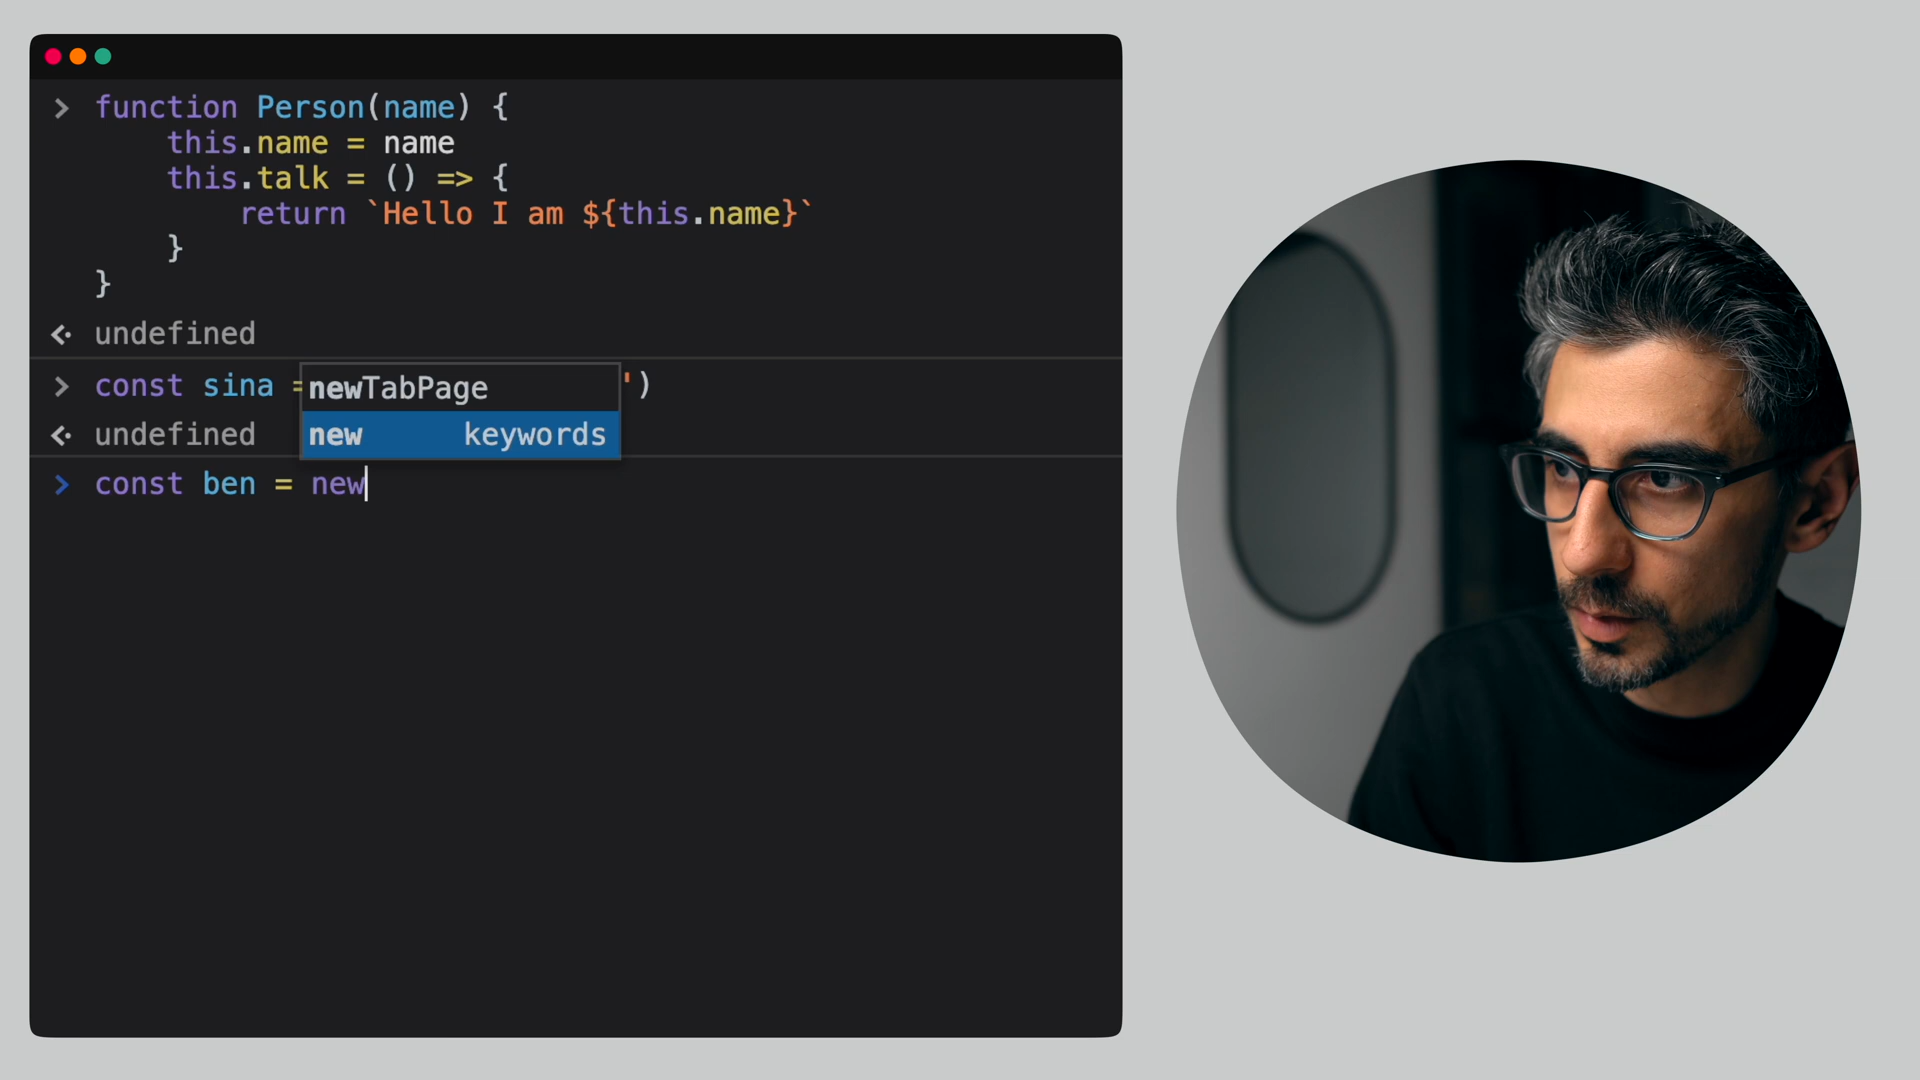 > function Person(name) {
this.name = name
this.talk = () => {
return `Hello I am ${this.name}`
}
}
undefined
> const sina = ')
newTabPage
undefined
new keywords
> const ben = new